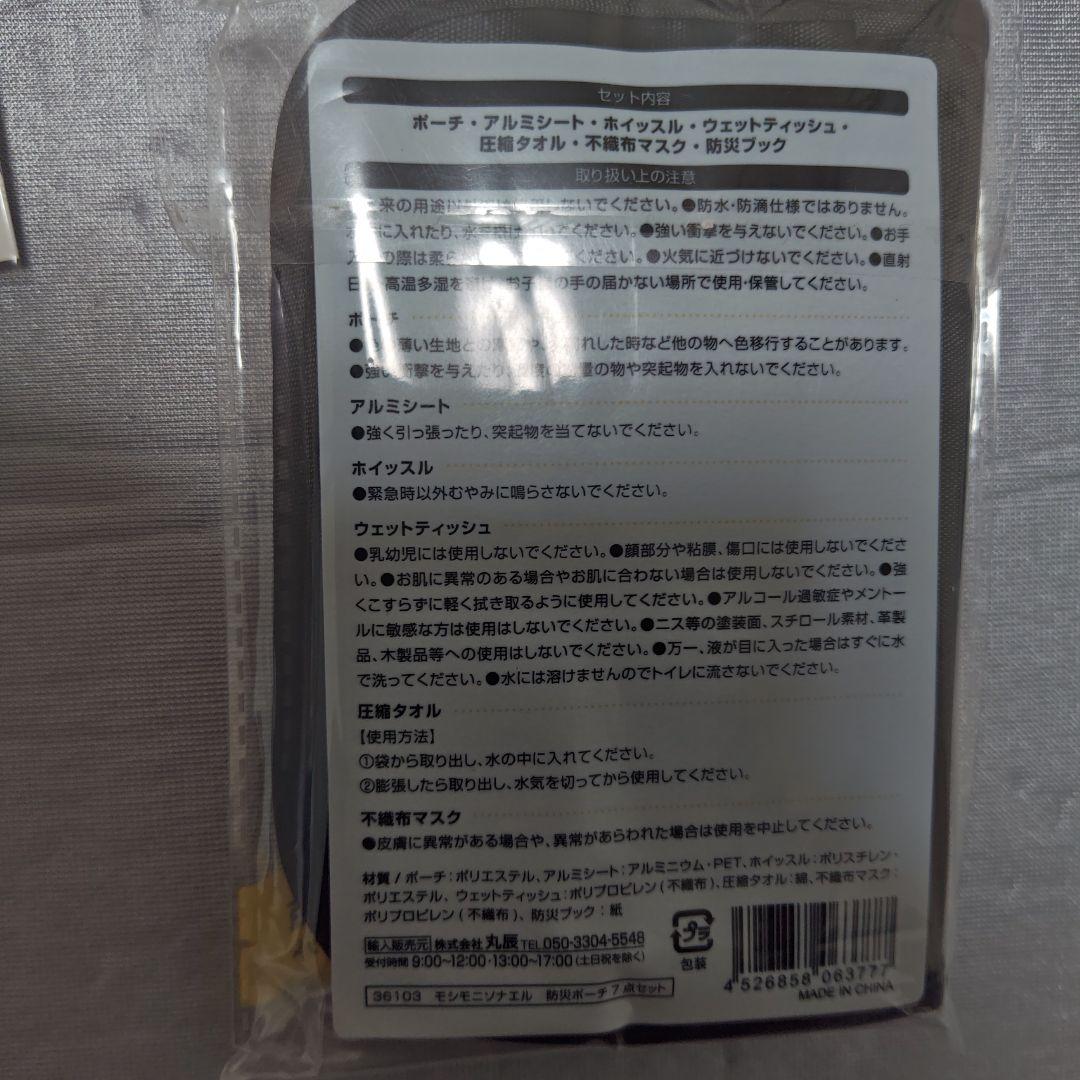 セット内容
ポーチ・アルミシート・ホイッスル・ウェットティッシュ・
圧縮タオル・不織布マスク・防災ブック
取り扱い上の注意
来の用途以 しないでください。●防水・防滴仕様ではありません。
に入れたり、水 ください。●強い衝撃を与えないでください。●お手
の際は柔ら ください。●火気に近づけないでください。●直射
日 高温多湿を お子 の手の届かない場所で使用・保管してください。
ポーチ
● 薄い生地との れした時など他の物へ色移行することがあります。
●強い衝撃を与えたり、 量の物や突起物を入れないでください。
アルミシート
●強く引っ張ったり、突起物を当てないでください。
ホイッスル
●緊急時以外むやみに鳴らさないでください。
ウェットティッシュ
●乳幼児には使用しないでください。●顔部分や粘膜、傷口には使用しないでくださ
い。●お肌に異常のある場合やお肌に合わない場合は使用しないでください。●強
くこすらずに軽く拭き取るように使用してください。●アルコール過敏症やメントー
ルに敏感な方は使用はしないでください。●ニス等の塗装面、スチロール素材、革製
品、木製品等への使用はしないでください。●万一、液が目に入った場合はすぐに水
で洗ってください。●水には溶けませんのでトイレに流さないでください。
圧縮タオル
【使用方法】
①袋から取り出し、水の中に入れてください。
②膨張したら取り出し、水気を切ってから使用してください。
不織布マスク
●皮膚に異常がある場合や、異常があらわれた場合は使用を中止してください。
材質 / ポーチ：ポリエステル、アルミシート：アルミニウム・PET、ホイッスル：ポリスチレン・
ポリエステル、ウェットティッシュ：ポリプロピレン(不織布)、圧縮タオル：綿、不織布マスク：
ポリプロピレン(不織布)、防災ブック：紙
輸入販売元 株式会社 丸辰 TEL 050-3304-5548
受付時間 9:00~12:00・13:00~17:00 (土日祝を除く)
36103 モシモニソナエル 防災ポーチ7点セット
プラ
包装
4 526858 063777
MADE IN CHINA